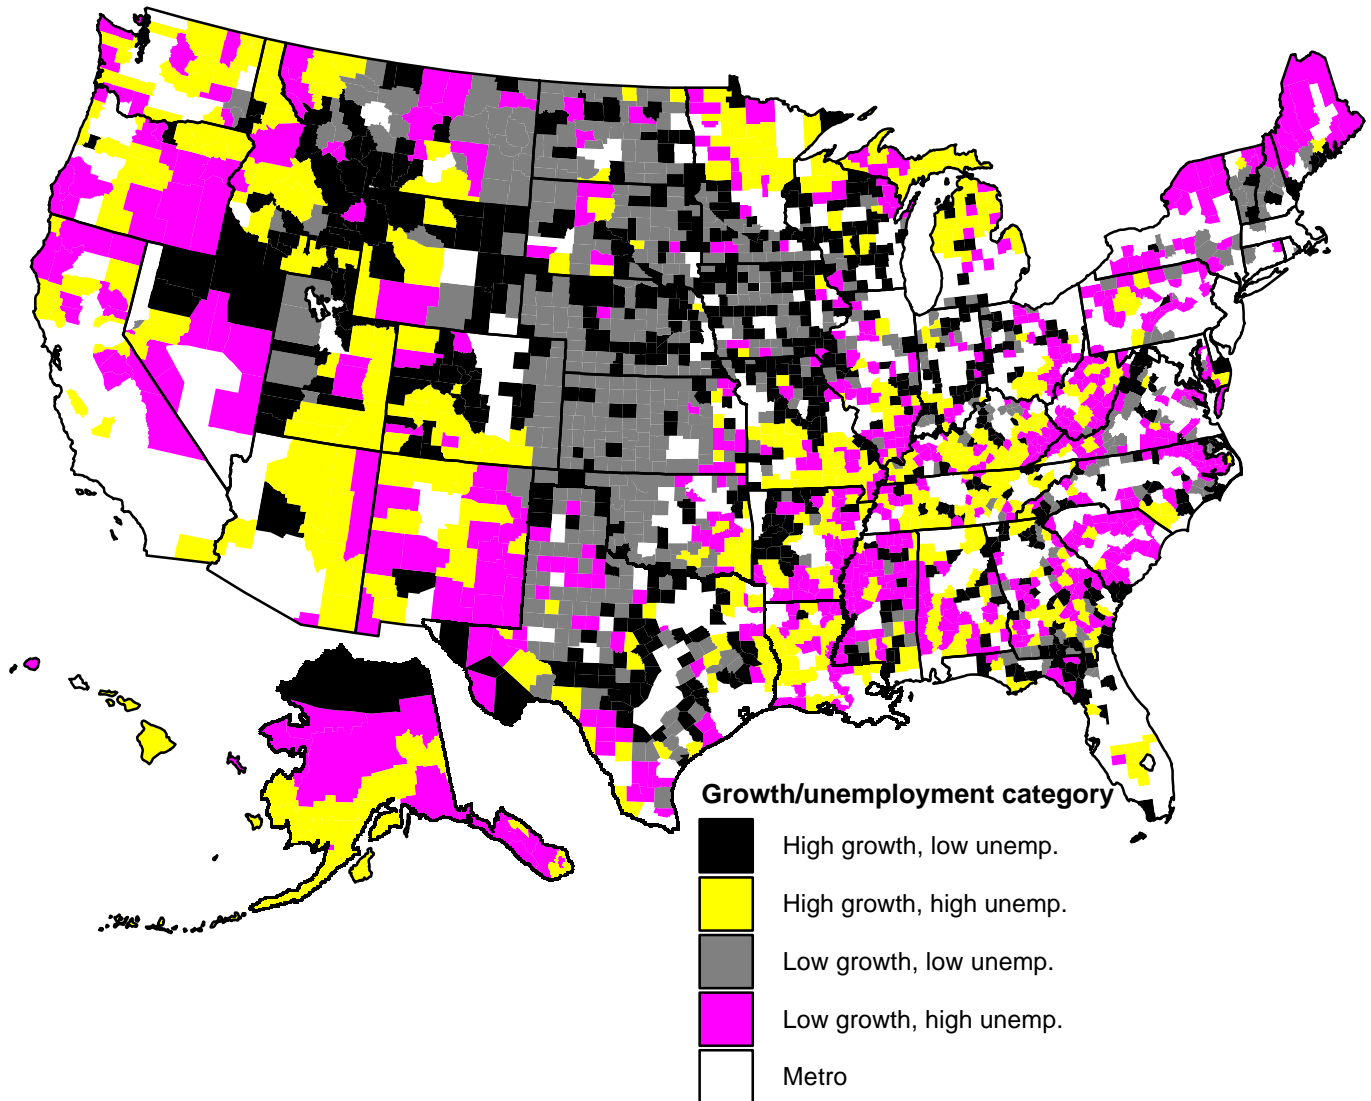 Growth/unemployment category
High growth, low unemp.
High growth, high unemp.
Low growth, low unemp.
Low growth, high unemp.
Metro